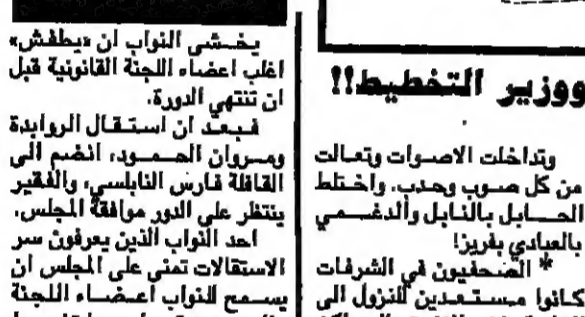 ووزير التخطيط!!
وتداخلت الاصوات وتعالت
من كل صوب وحدب، واختلط
الحابل بالنابل والدغمي
بالعبادي بفريز!
* الصحفيون في الشرفات
كانوا مستعدين للنزول الى
يخشى النواب ان «يطفش»
اغلب اعضاء اللجنة القانونية قبل
ان تنتهي الدورة.
فبعد ان استقال الروابدة
ومروان الحمود، انضم الى
القافلة فارس النابلسي، والفقير
ينتظر على الدور موافقة المجلس.
احد النواب الذين يعرفون سر
الاستقالات تمنى على المجلس ان
يسمح للنواب اعضاء اللجنة